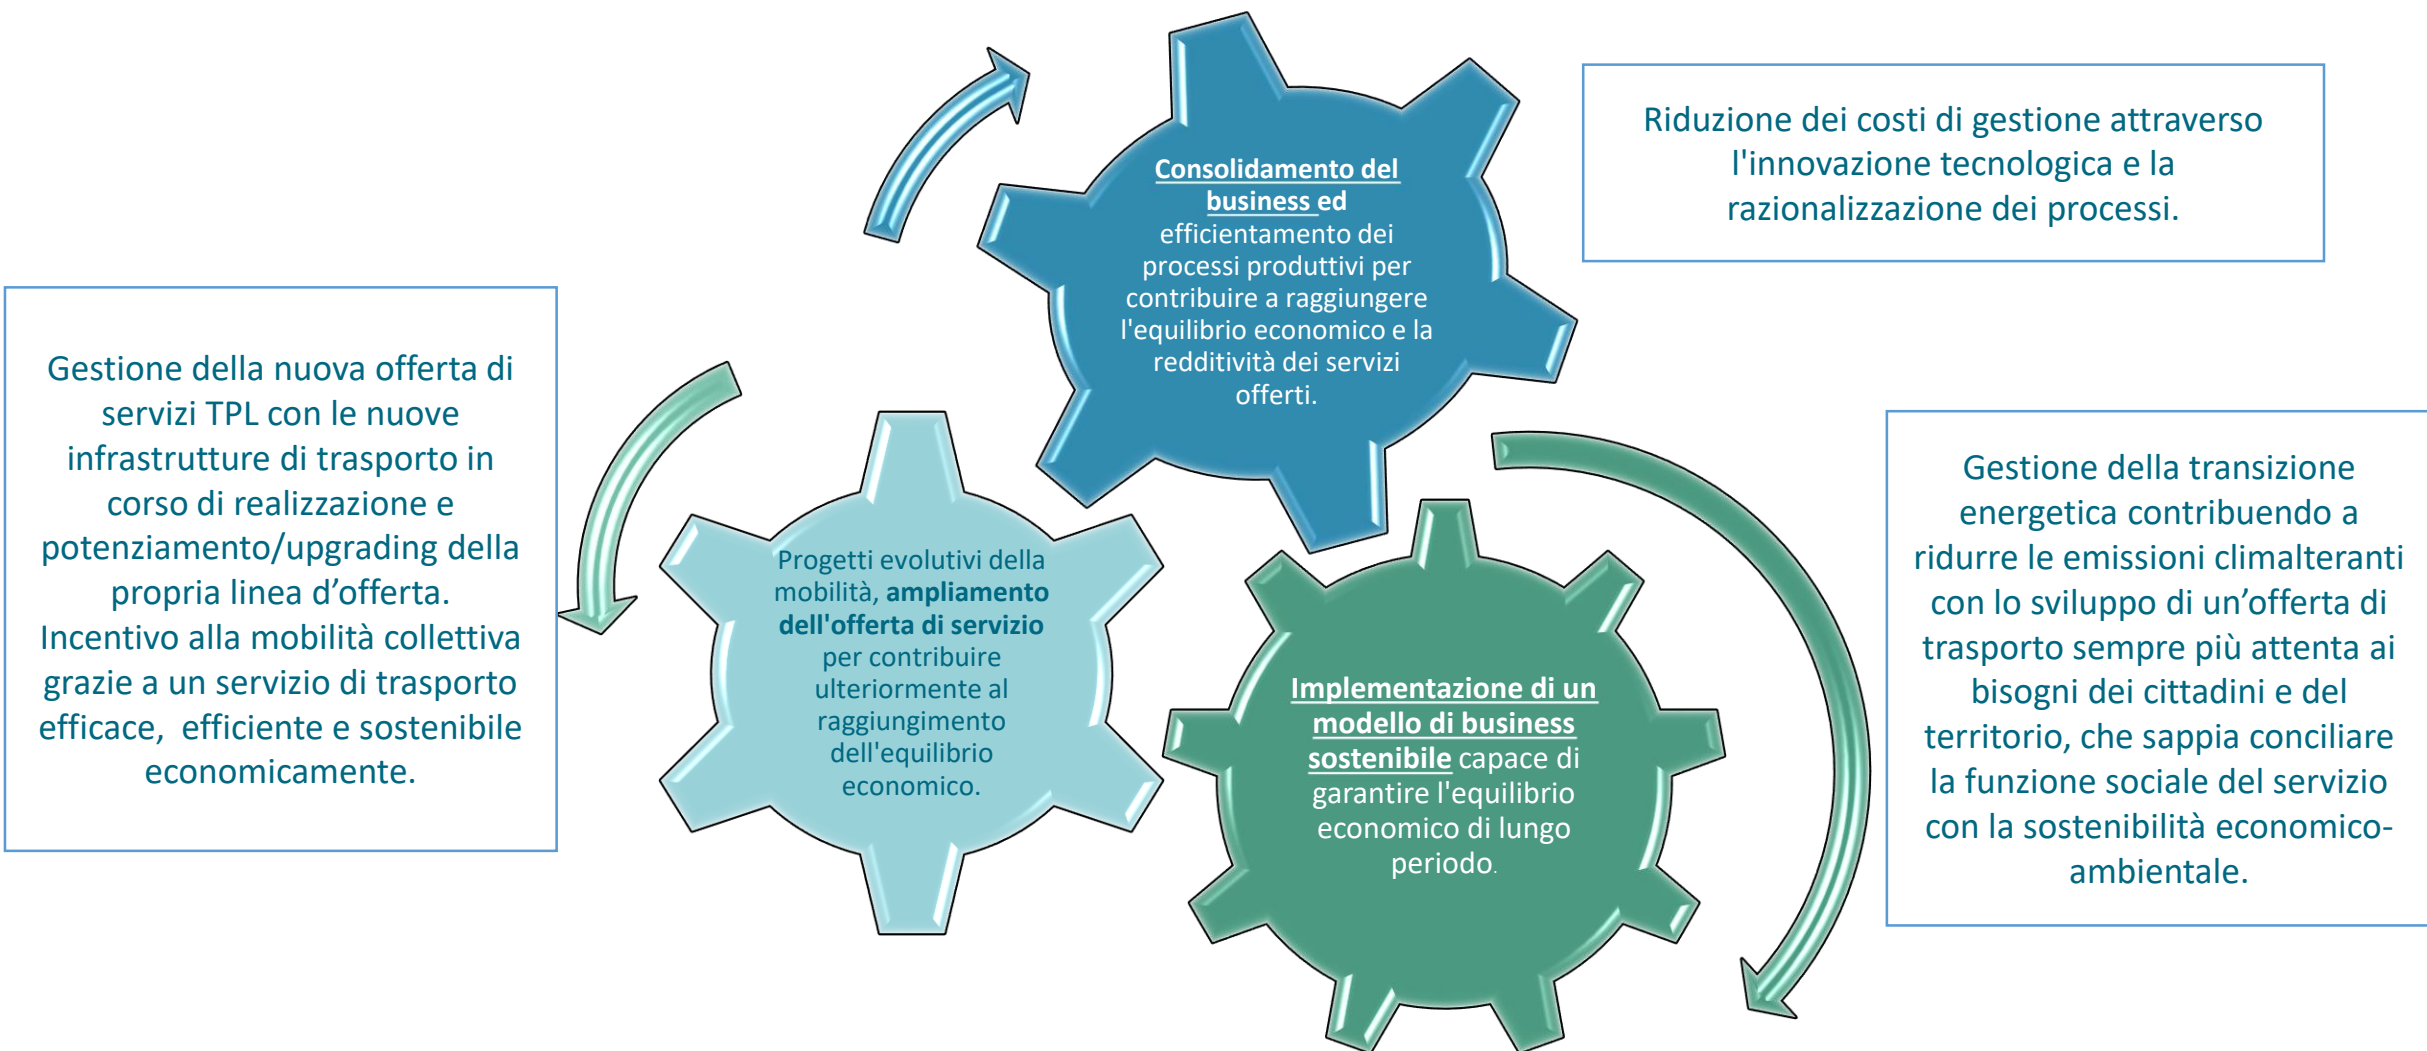 Consolidamento del
business ed
efficientamento dei
processi produttivi per
contribuire a raggiungere
l'equilibrio economico e la
redditività dei servizi
offerti.
Riduzione dei costi di gestione attraverso
l'innovazione tecnologica e la
razionalizzazione dei processi.
Gestione della nuova offerta di
servizi TPL con le nuove
infrastrutture di trasporto in
corso di realizzazione e
potenziamento/upgrading della
propria linea d’offerta.
Incentivo alla mobilità collettiva
grazie a un servizio di trasporto
efficace,  efficiente e sostenibile
economicamente.
Progetti evolutivi della
mobilità, ampliamento
dell'offerta di servizio
per contribuire
ulteriormente al
raggiungimento
dell'equilibrio
economico.
Implementazione di un
modello di business
sostenibile capace di
garantire l'equilibrio
economico di lungo
periodo.
Gestione della transizione
energetica contribuendo a
ridurre le emissioni climalteranti
con lo sviluppo di un’offerta di
trasporto sempre più attenta ai
bisogni dei cittadini e del
territorio, che sappia conciliare
la funzione sociale del servizio
con la sostenibilità economico-
ambientale.